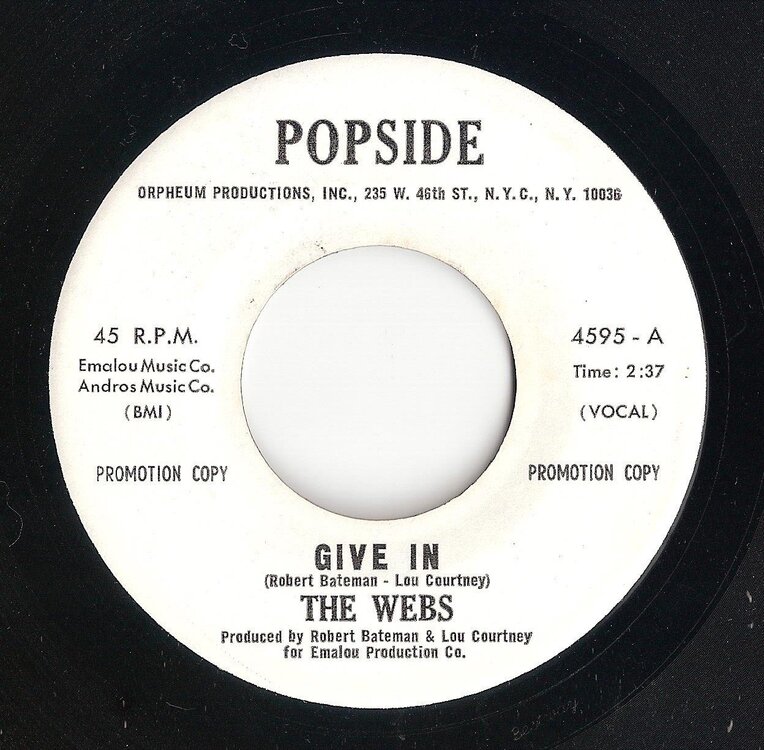 POPSIDE
ORPHEUM PRODUCTIONS, INC., 235 W. 46th ST., N.Y.C., N.Y. 10036
45 R.P.M.
Emalou Music Co.
Andros Music Co.
(BMI)
PROMOTION COPY
4595 - A
Time: 2:37
(VOCAL)
PROMOTION COPY
GIVE IN
(Robert Bateman - Lou Courtney)
THE WEBS
Produced by Robert Bateman & Lou Courtney
for Emalou Production Co.